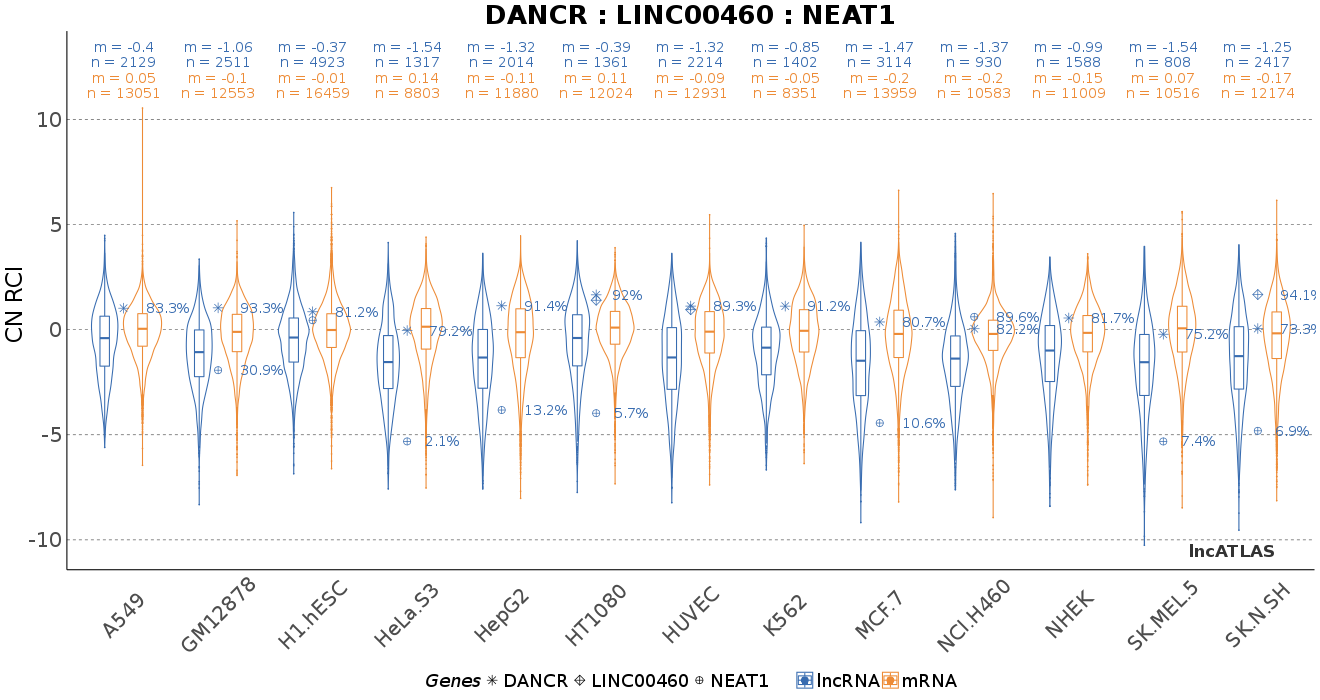 DANCR : LINC00460 : NEAT1
m = -0.4 m = -1.06 m = -0.37 m = -1.54 m = -1.32 m = -0.39 m = -1.32 m = -0.85 m = -1.47 m = -1.37 m = -0.99 m = -1.54 m = -1.25
n = 2129 n = 2511 n = 4923 n = 1317 n = 2014 n = 1361 n = 2214 n = 1402 n = 3114 n = 930 n = 1588 n = 808 n = 2417
m = 0.05 m = -0.1 m = -0.01 m = 0.14 m = -0.11 m = 0.11 m = -0.09 m = -0.05 m = -0.2 m = -0.2 m = -0.15 m = 0.07 m = -0.17
n = 13051 n = 12553 n = 16459 n = 8803 n = 11880 n = 12024 n = 12931 n = 8351 n = 13959 n = 10583 n = 11009 n = 10516 n = 12174
CN RCI
10
5
0
-5
-10
83.3% 93.3% 81.2% 79.2% 91.4% 92% 89.3% 91.2% 80.7% 89.6% 81.7% 75.2% 94.1%
82.2% 73.3%
30.9% 2.1% 13.2% 5.7% 10.6% 7.4% 6.9%
lncATLAS
A549 GM12878 H1.hESC HeLa.S3 HepG2 HT1080 HUVEC K562 MCF.7 NCI.H460 NHEK SK.MEL.5 SK.N.SH
Genes DANCR LINC00460 NEAT1 lncRNA mRNA